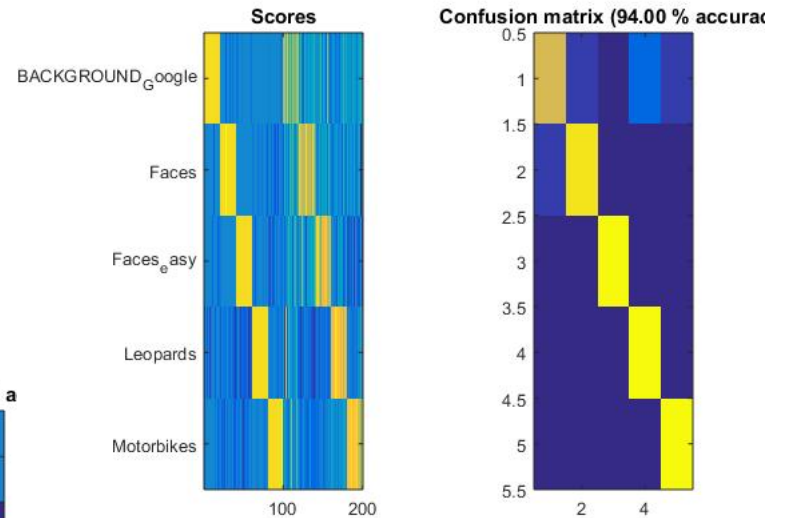 Scores
BACKGROUND_Google
Faces
Faces_easy
Leopards
Motorbikes
100 200
a
Confusion matrix (94.00 % accurac
0.5
1
1.5
2
2.5
3
3.5
4
4.5
5
5.5
2 4